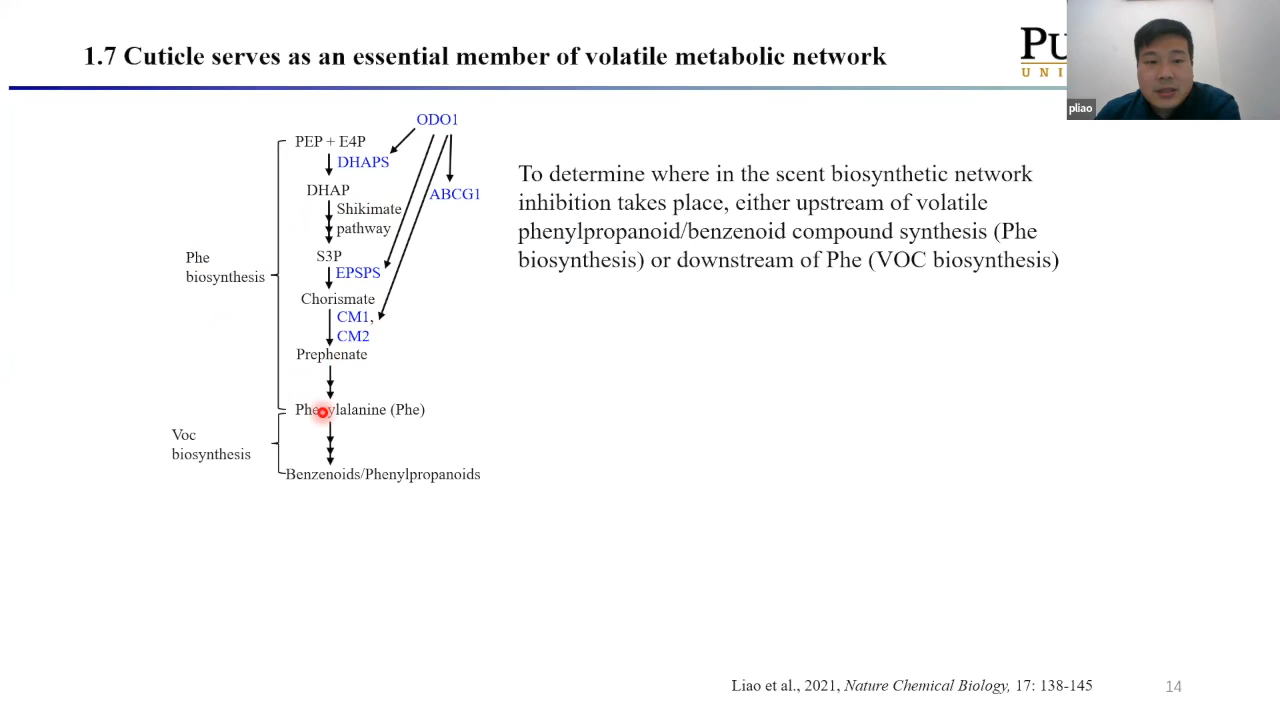 1.7 Cuticle serves as an essential member of volatile metabolic network
PU
UNI
pliao
ODO1
PEP + E4P
DHAPS
DHAP
ABCG1
Shikimate
pathway
S3P
Phe
biosynthesis
EPSPS
Chorismate
CM1,
CM2
Prephenate
Phenylalanine (Phe)
Voc
biosynthesis
Benzenoids/Phenylpropanoids
To determine where in the scent biosynthetic network
inhibition takes place, either upstream of volatile
phenylpropanoid/benzenoid compound synthesis (Phe
biosynthesis) or downstream of Phe (VOC biosynthesis)
Liao et al., 2021, Nature Chemical Biology, 17: 138-145
14